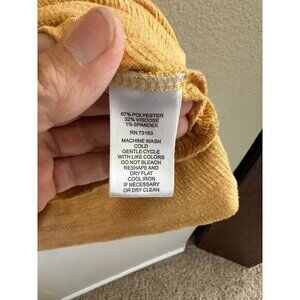 67% POLYESTER
32% VISCOSE
1% SPANDEX
RN 73163
MACHINE WASH
COLD
GENTLE CYCLE
WITH LIKE COLORS
DO NOT BLEACH
RESHAPE AND
DRY FLAT
COOL IRON
IF NECESSARY
OR DRY CLEAN